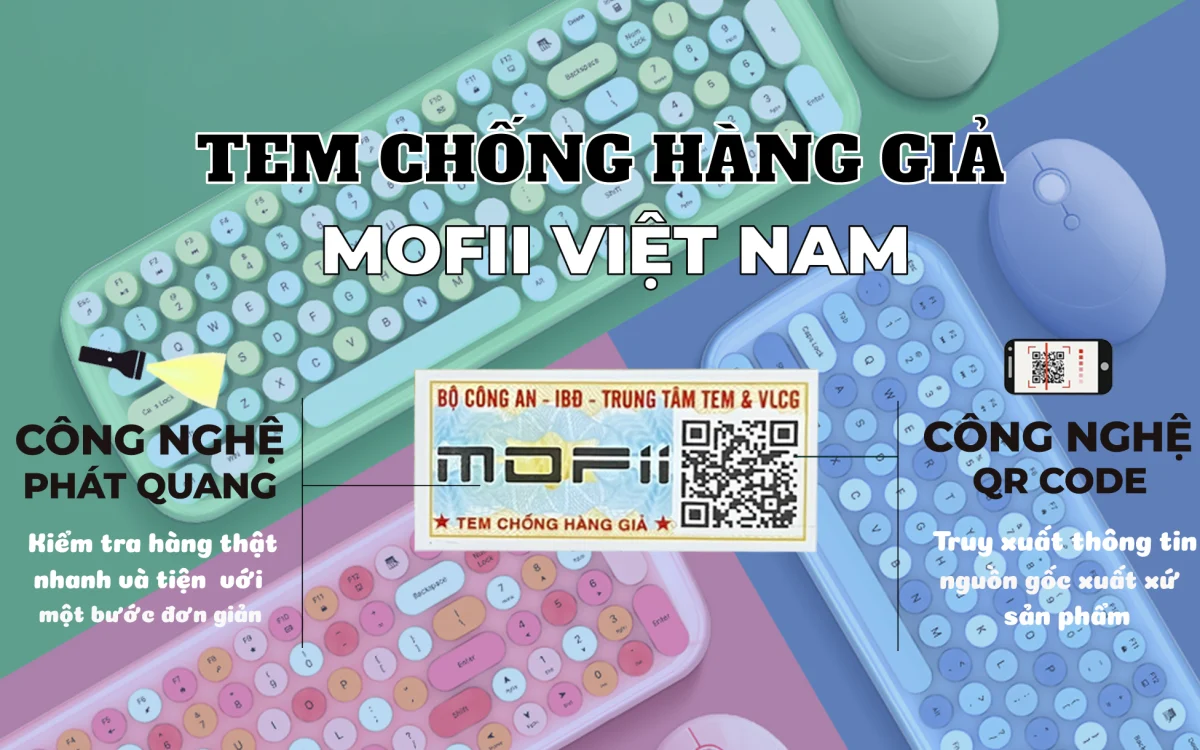 TEM CHỐNG HÀNG GIẢ
MOFII VIỆT NAM
CÔNG NGHỆ
PHÁT QUANG
Kiểm tra hàng thật
nhanh và tiện với
một bước đơn giản
BỘ CÔNG AN - IBĐ - TRUNG TÂM TEM & VLCG
MOFii
★ TEM CHỐNG HÀNG GIẢ ★
CÔNG NGHỆ
QR CODE
Truy xuất thông tin
nguồn gốc xuất xứ
sản phẩm